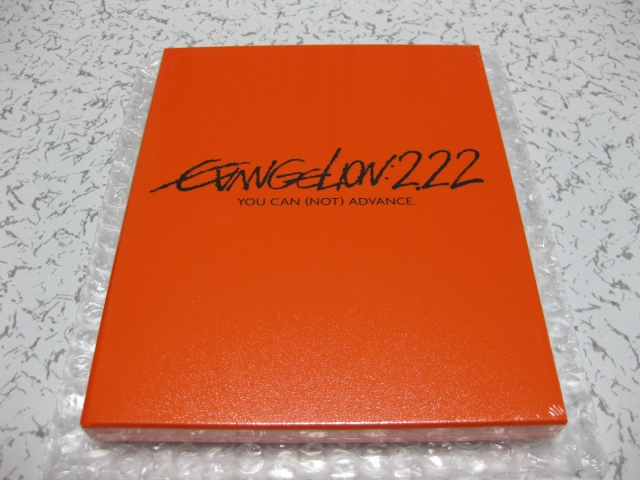 EVANGELION:2.22
YOU CAN (NOT) ADVANCE.